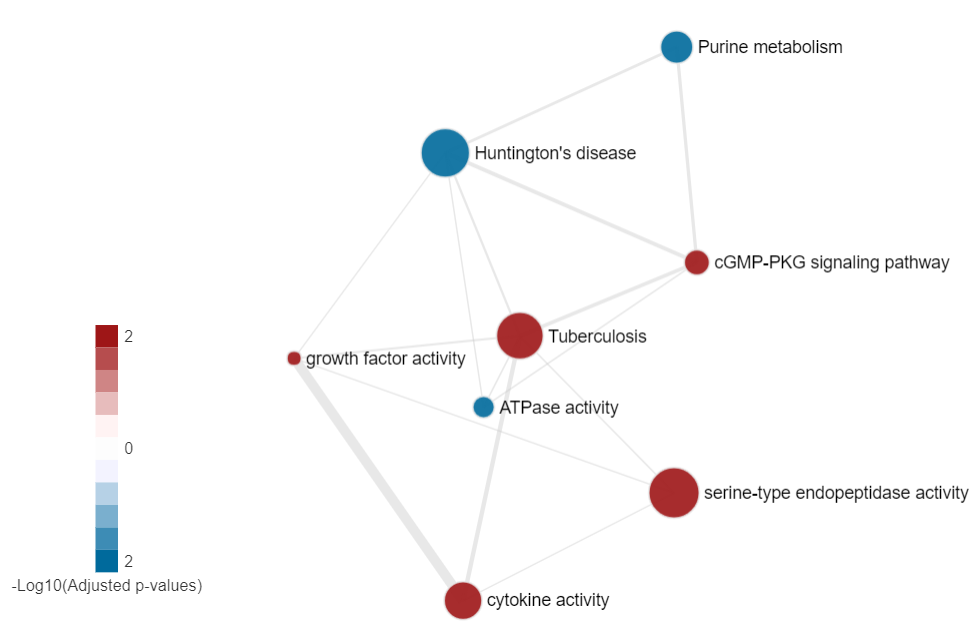 Purine metabolism
Huntington's disease
cGMP-PKG signaling pathway
Tuberculosis
growth factor activity
ATPase activity
serine-type endopeptidase activity
cytokine activity
2
0
2
-Log10(Adjusted p-values)